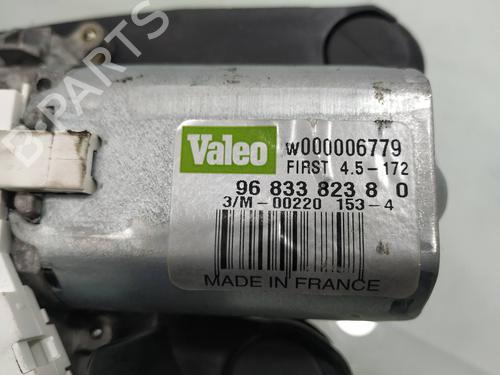 B-PARTS
Valeo
w000006779
FIRST 4.5-172
96 833 823 8 0
3/M-00220 153-4
MADE IN FRANCE